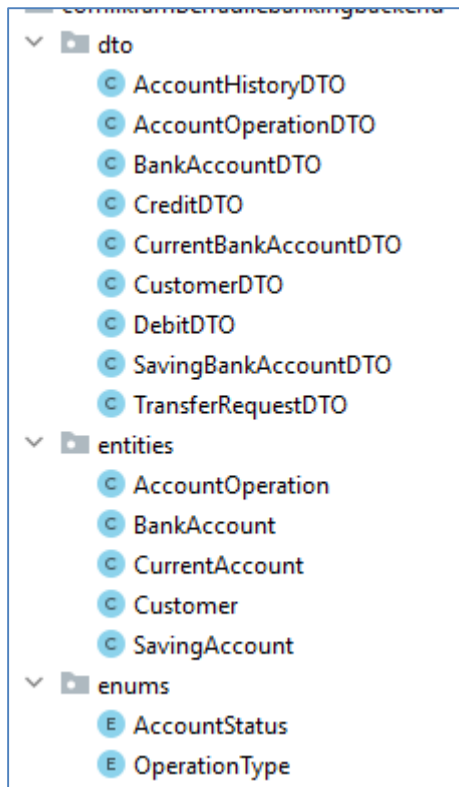 dto
C AccountHistoryDTO
C AccountOperationDTO
C BankAccountDTO
C CreditDTO
C CurrentBankAccountDTO
C CustomerDTO
C DebitDTO
C SavingBankAccountDTO
C TransferRequestDTO
entities
C AccountOperation
C BankAccount
C CurrentAccount
C Customer
C SavingAccount
enums
E AccountStatus
E OperationType